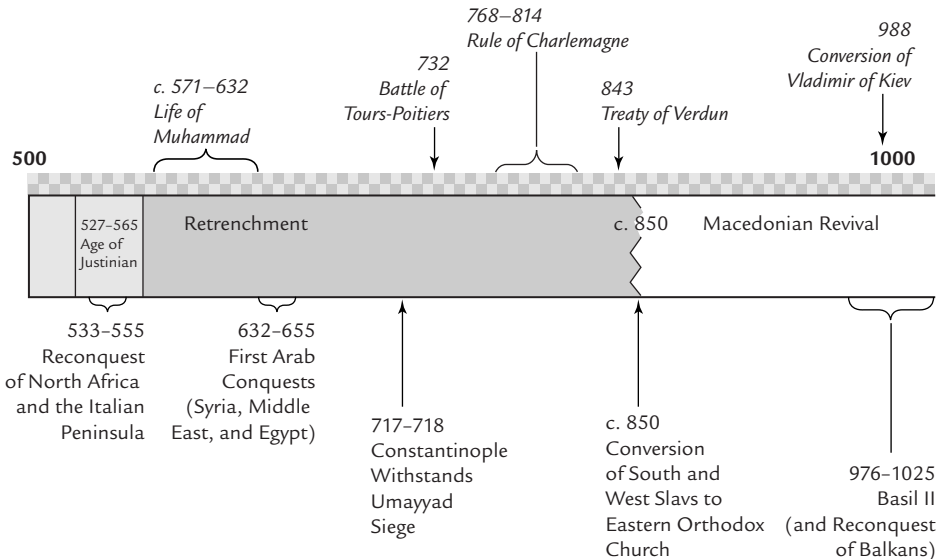 768–814
Rule of Charlemagne
988
Conversion of
Vladimir of Kiev
732
Battle of
Tours-Poitiers
c. 571–632
Life of
Muhammad
843
Treaty of Verdun
500
1000
527–565
Age of
Justinian
Retrenchment
c. 850
Macedonian Revival
533–555
Reconquest
of North Africa
and the Italian
Peninsula
632–655
First Arab
Conquests
(Syria, Middle
East, and Egypt)
717–718
Constantinople
Withstands
Umayyad
Siege
c. 850
Conversion
of South and
West Slavs to
Eastern Orthodox
Church
976–1025
Basil II
(and Reconquest
of Balkans)